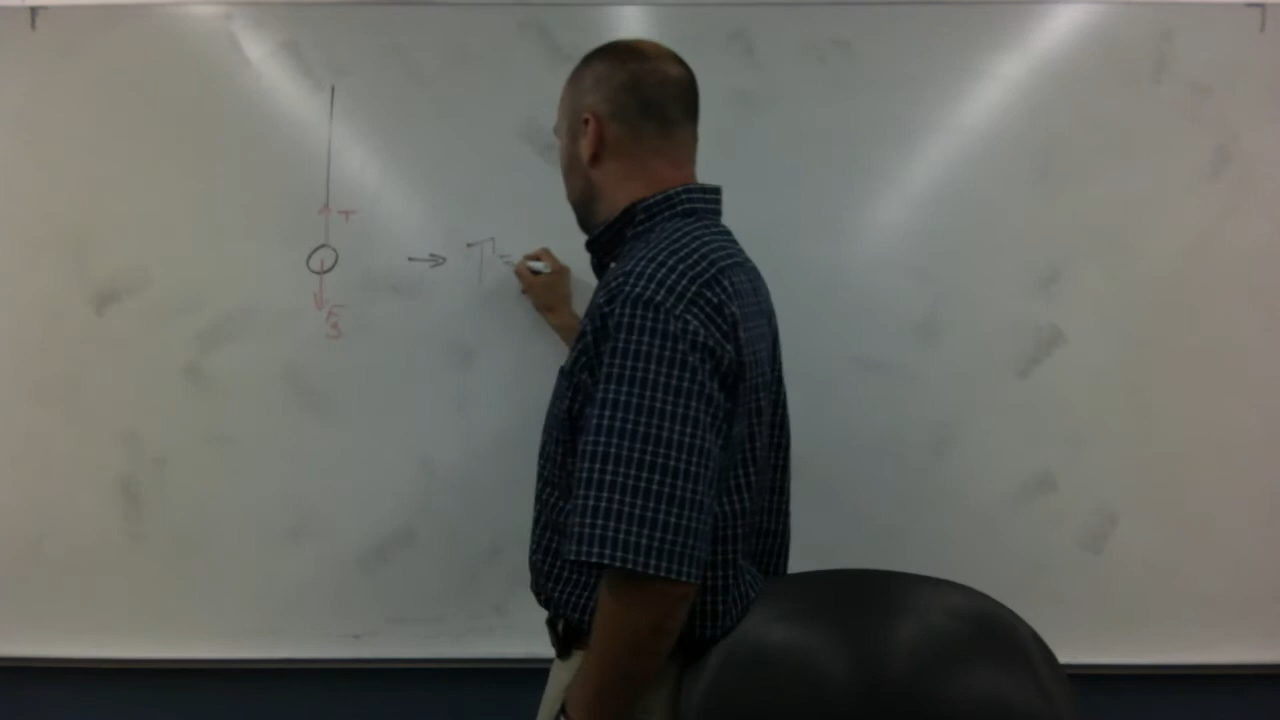 T
→ T =
Fg